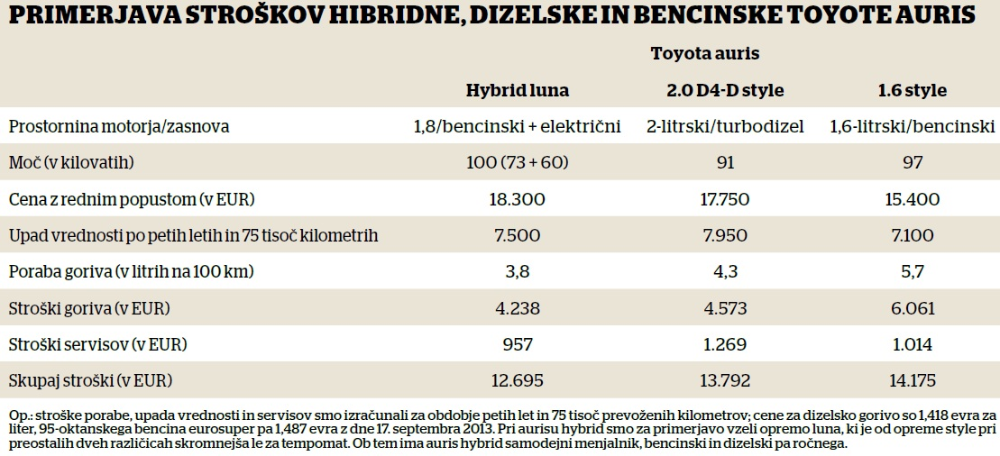 PRIMERJAVA STROŠKOV HIBRIDNE, DIZELSKE IN BENCINSKE TOYOTE AURIS
Toyota auris
Hybrid luna 2.0 D4-D style 1.6 style
Prostornina motorja/zasnova 1,8/bencinski + električni 2-litrski/turbodizel 1,6-litrski/bencinski
Moč (v kilovatih) 100 (73 + 60) 91 97
Cena z rednim popustom (v EUR) 18.300 17.750 15.400
Upad vrednosti po petih letih in 75 tisoč kilometrih 7.500 7.950 7.100
Poraba goriva (v litrih na 100 km) 3,8 4,3 5,7
Stroški goriva (v EUR) 4.238 4.573 6.061
Stroški servisov (v EUR) 957 1.269 1.014
Skupaj stroški (v EUR) 12.695 13.792 14.175
Op.: stroške porabe, upada vrednosti in servisov smo izračunali za obdobje petih let in 75 tisoč prevoženih kilometrov; cene za dizelsko gorivo so 1,418 evra za
liter, 95-oktanskega bencina eurosuper pa 1,487 evra z dne 17. septembra 2013. Pri aurisu hybrid smo za primerjavo vzeli opremo luna, ki je od opreme style pri
preostalih dveh različicah skromnejša le za tempomat. Ob tem ima auris hybrid samodejni menjalnik, bencinski in dizelski pa ročnega.